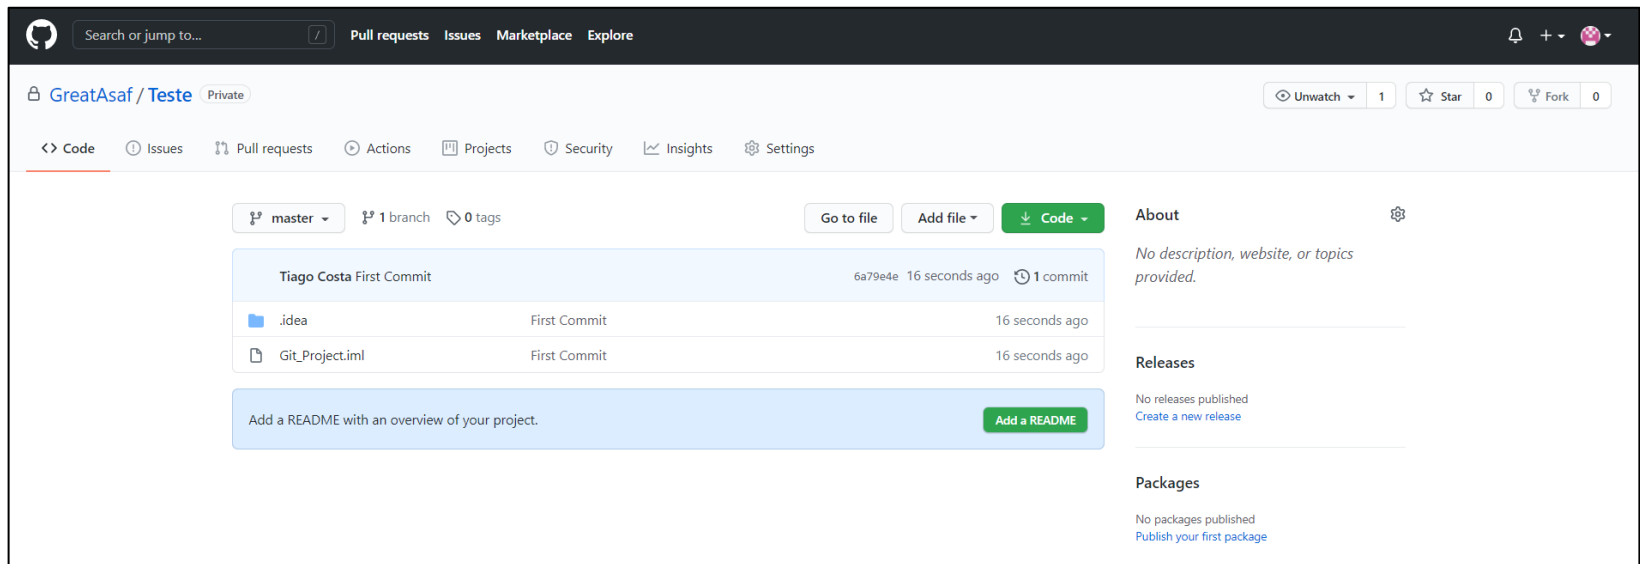 Search or jump to... / Pull requests Issues Marketplace Explore
GreatAsaf / Teste Private Unwatch 1 Star 0 Fork 0
Code Issues Pull requests Actions Projects Security Insights Settings
master 1 branch 0 tags Go to file Add file Code
Tiago Costa First Commit 6a79e4e 16 seconds ago 1 commit
.idea First Commit 16 seconds ago
Git_Project.iml First Commit 16 seconds ago
Add a README with an overview of your project. Add a README
About
No description, website, or topics
provided.
Releases
No releases published
Create a new release
Packages
No packages published
Publish your first package